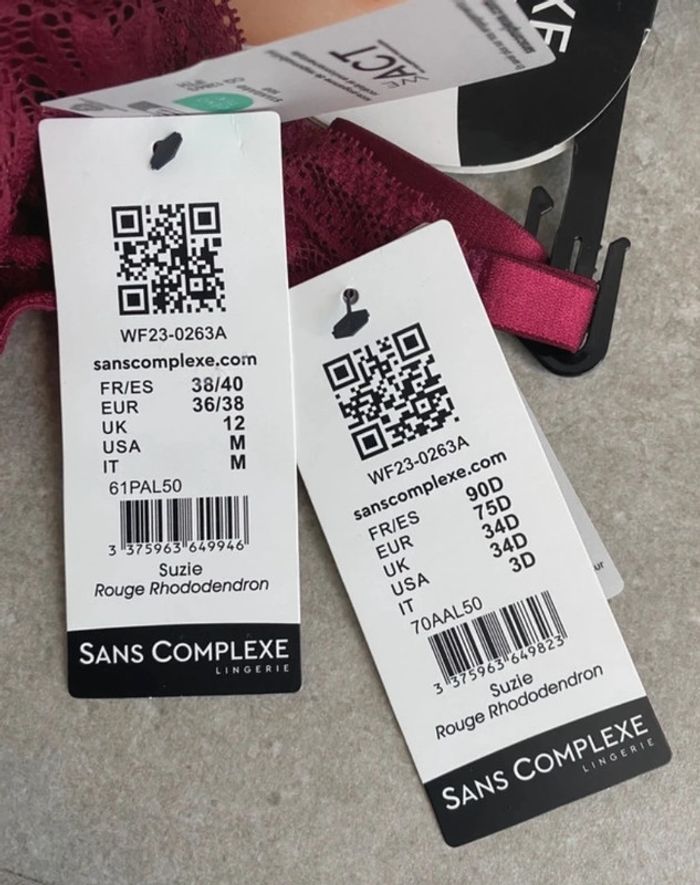 XE
ACT
WF23-0263A
sanscomplexe.com
FR/ES 38/40
EUR 36/38
UK 12
USA M
IT M
61PAL50
3 375963 649946
Suzie
Rouge Rhododendron
SANS COMPLEXE
LINGERIE
WF23-0263A
sanscomplexe.com
FR/ES 90D
EUR 75D
UK 34D
USA 34D
IT 3D
70AAL50
3 375963 649823
Suzie
Rouge Rhododendron
SANS COMPLEXE
LINGERIE
ur